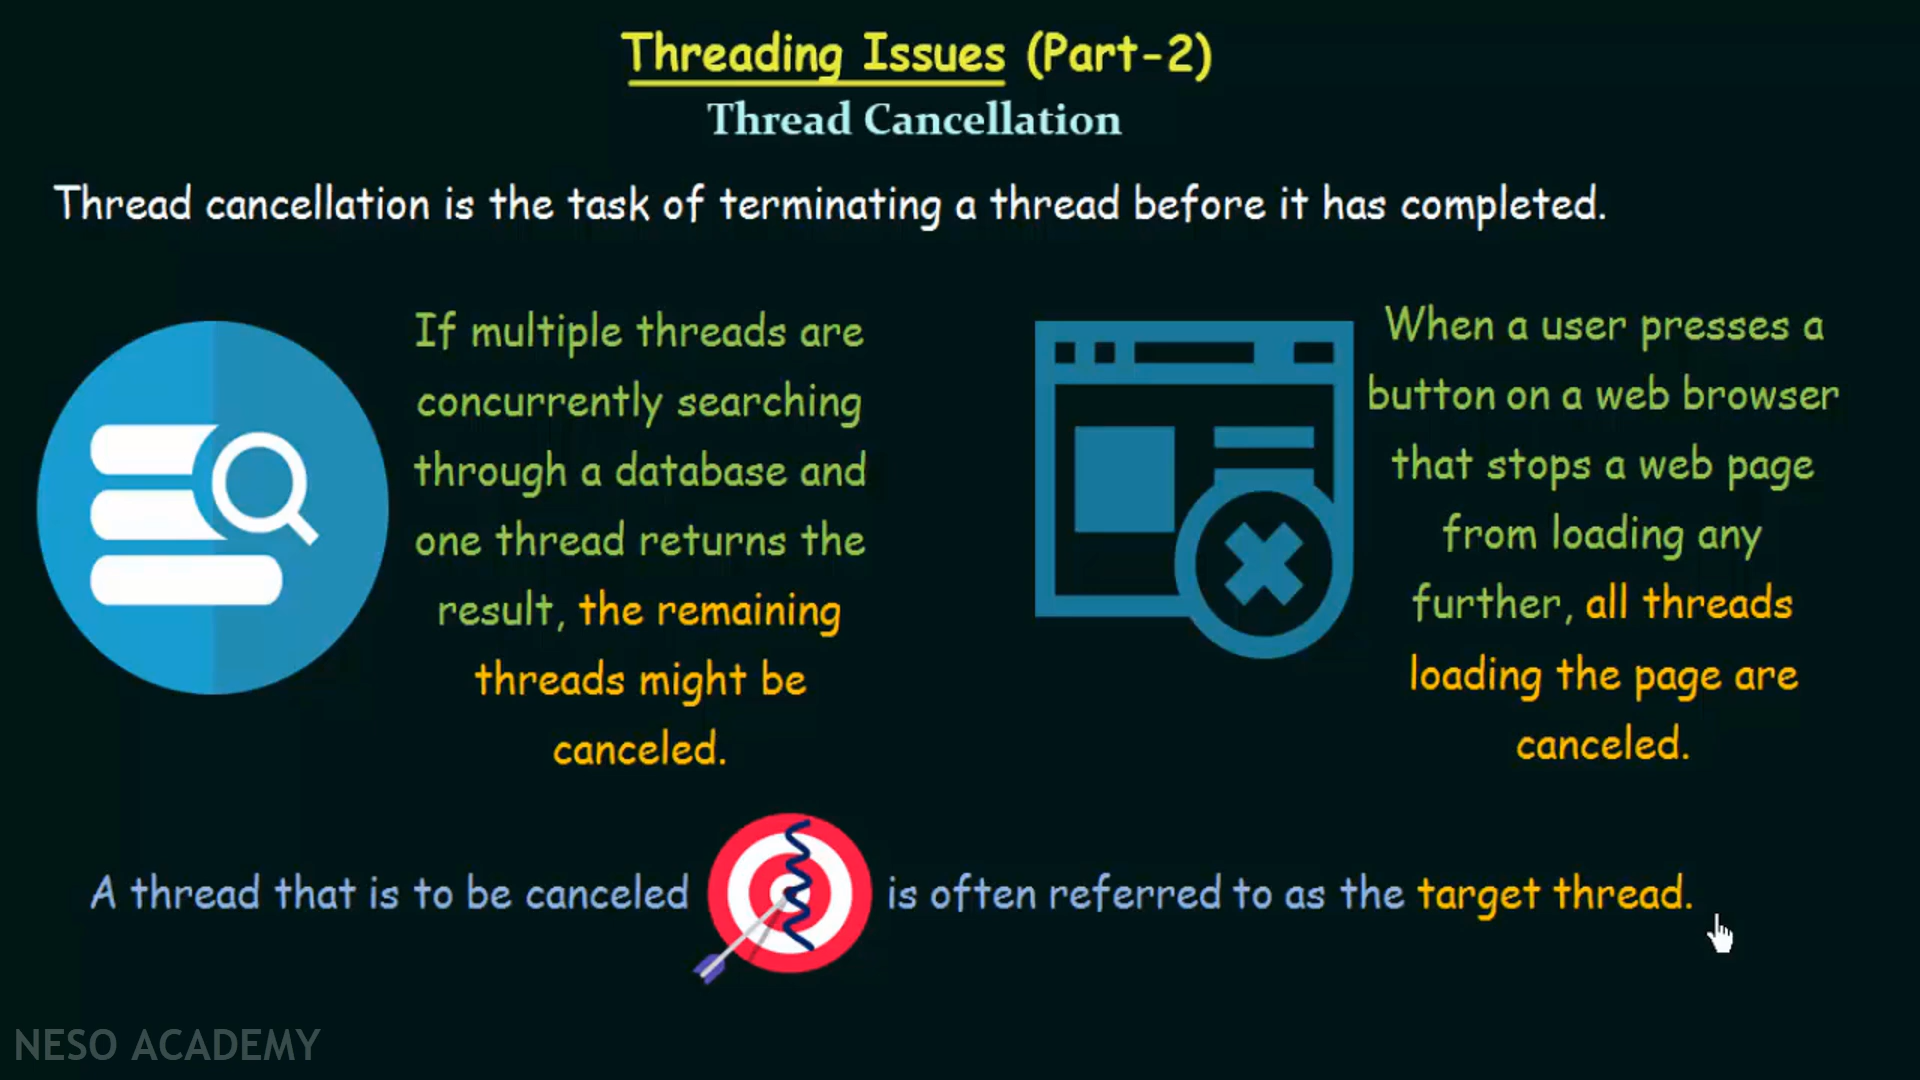 Threading Issues (Part-2)
Thread Cancellation
Thread cancellation is the task of terminating a thread before it has completed.
If multiple threads are
concurrently searching
through a database and
one thread returns the
result, the remaining
threads might be
canceled.
When a user presses a
button on a web browser
that stops a web page
from loading any
further, all threads
loading the page are
canceled.
A thread that is to be canceled is often referred to as the target thread.
NESO ACADEMY